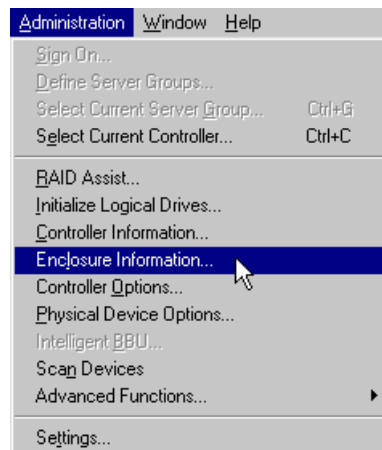 Administration Window Help
Sign On...
Define Server Groups...
Select Current Server Group... Ctrl+G
Select Current Controller... Ctrl+C
RAID Assist...
Initialize Logical Drives...
Controller Information...
Enclosure Information...
Controller Options...
Physical Device Options...
Intelligent BBU...
Scan Devices
Advanced Functions...
Settings...